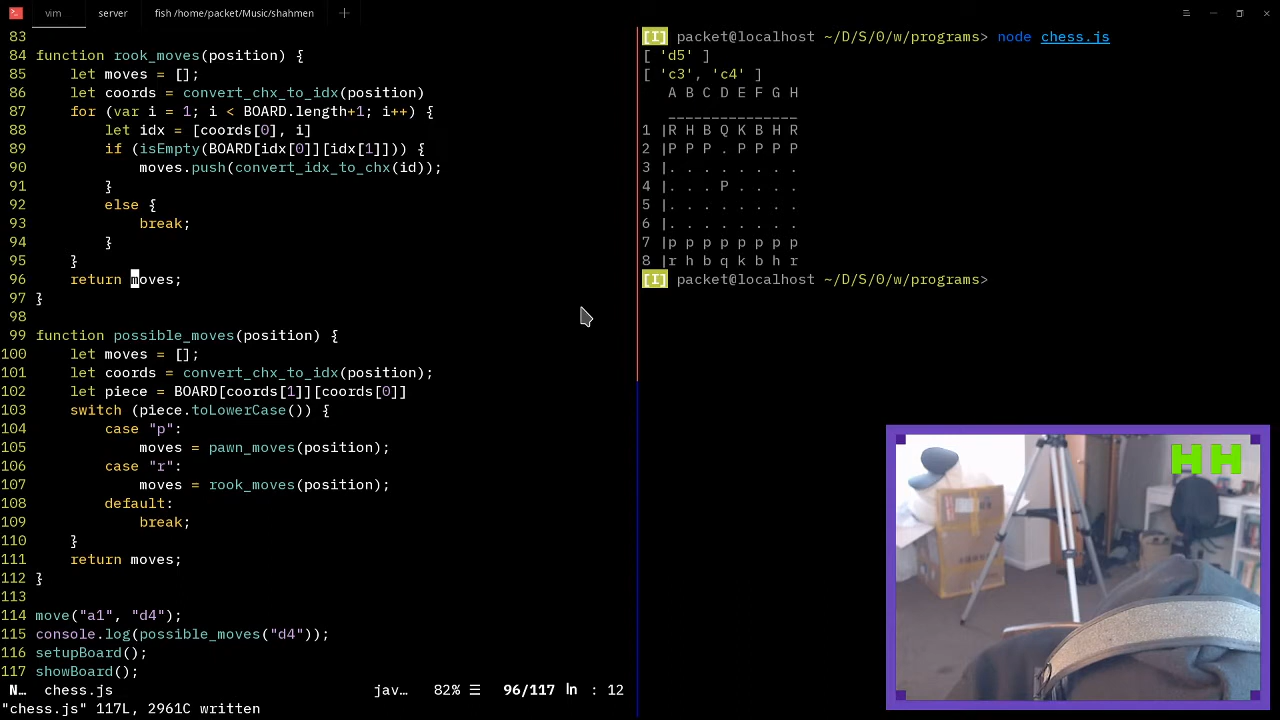 vim server fish /home/packet/Music/shahmen +
83
84 function rook_moves(position) {
85 let moves = [];
86 let coords = convert_chx_to_idx(position)
87 for (var i = 1; i < BOARD.length+1; i++) {
88 let idx = [coords[0], i]
89 if (isEmpty(BOARD[idx[0]][idx[1]])) {
90 moves.push(convert_idx_to_chx(id));
91 }
92 else {
93 break;
94 }
95 }
96 return moves;
97 }
98
99 function possible_moves(position) {
100 let moves = [];
101 let coords = convert_chx_to_idx(position);
102 let piece = BOARD[coords[1]][coords[0]]
103 switch (piece.toLowerCase()) {
104 case "p":
105 moves = pawn_moves(position);
106 case "r":
107 moves = rook_moves(position);
108 default:
109 break;
110 }
111 return moves;
112 }
113
114 move("a1", "d4");
115 console.log(possible_moves("d4"));
116 setupBoard();
117 showBoard();
N… chess.js jav… 82% ☰ 96/117 ln : 12
"chess.js" 117L, 2961C written
[I] packet@localhost ~/D/S/0/w/programs> node chess.js
[ 'd5' ]
[ 'c3', 'c4' ]
A B C D E F G H
_______________
1 |R H B Q K B H R
2 |P P P . P P P P
3 |. . . . . . . .
4 |. . . P . . . .
5 |. . . . . . . .
6 |. . . . . . . .
7 |p p p p p p p p
8 |r h b q k b h r
[I] packet@localhost ~/D/S/0/w/programs>
HH